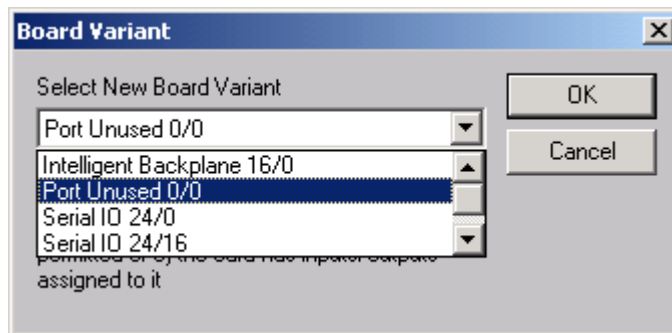 Board Variant
Select New Board Variant
OK
Port Unused 0/0
Cancel
Intelligent Backplane 16/0
Port Unused 0/0
Serial IO 24/0
Serial IO 24/16
assigned to it